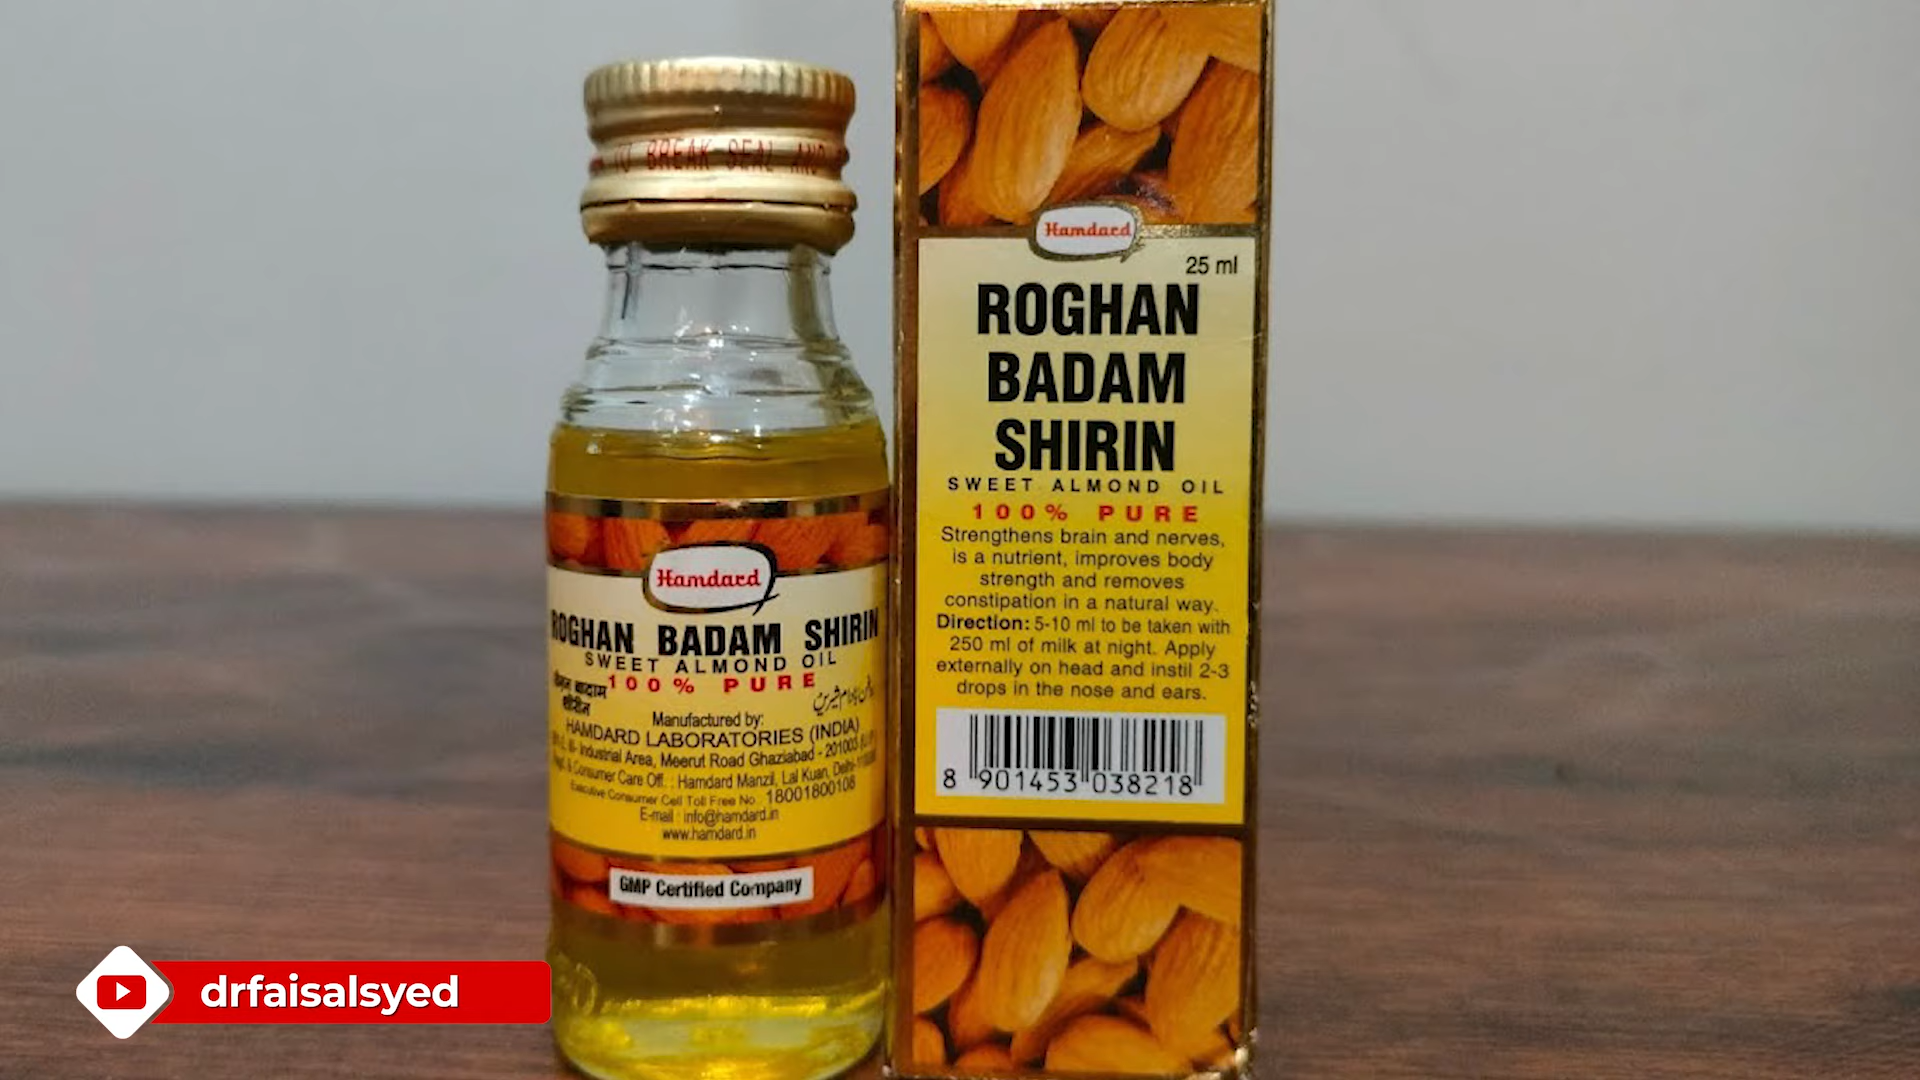 TO BREAK SEAL AND
Hamdard
ROGHAN BADAM SHIRIN
SWEET ALMOND OIL
100% PURE
रोगन बादाम
शीरीन
روغن بادام شیریں
Manufactured by:
HAMDARD LABORATORIES (INDIA)
Industrial Area, Meerut Road Ghaziabad - 201003
& Consumer Care Off. : Hamdard Manzil, Lal Kuan, Delhi-
Executive Consumer Cell Toll Free No. 18001800108
E-mail : info@hamdard.in
www.hamdard.in
GMP Certified Company
Hamdard
25 ml
ROGHAN
BADAM
SHIRIN
SWEET ALMOND OIL
100% PURE
Strengthens brain and nerves,
is a nutrient, improves body
strength and removes
constipation in a natural way.
Direction: 5-10 ml to be taken with
250 ml of milk at night. Apply
externally on head and instil 2-3
drops in the nose and ears.
8 901453 038218
drfaisalsyed